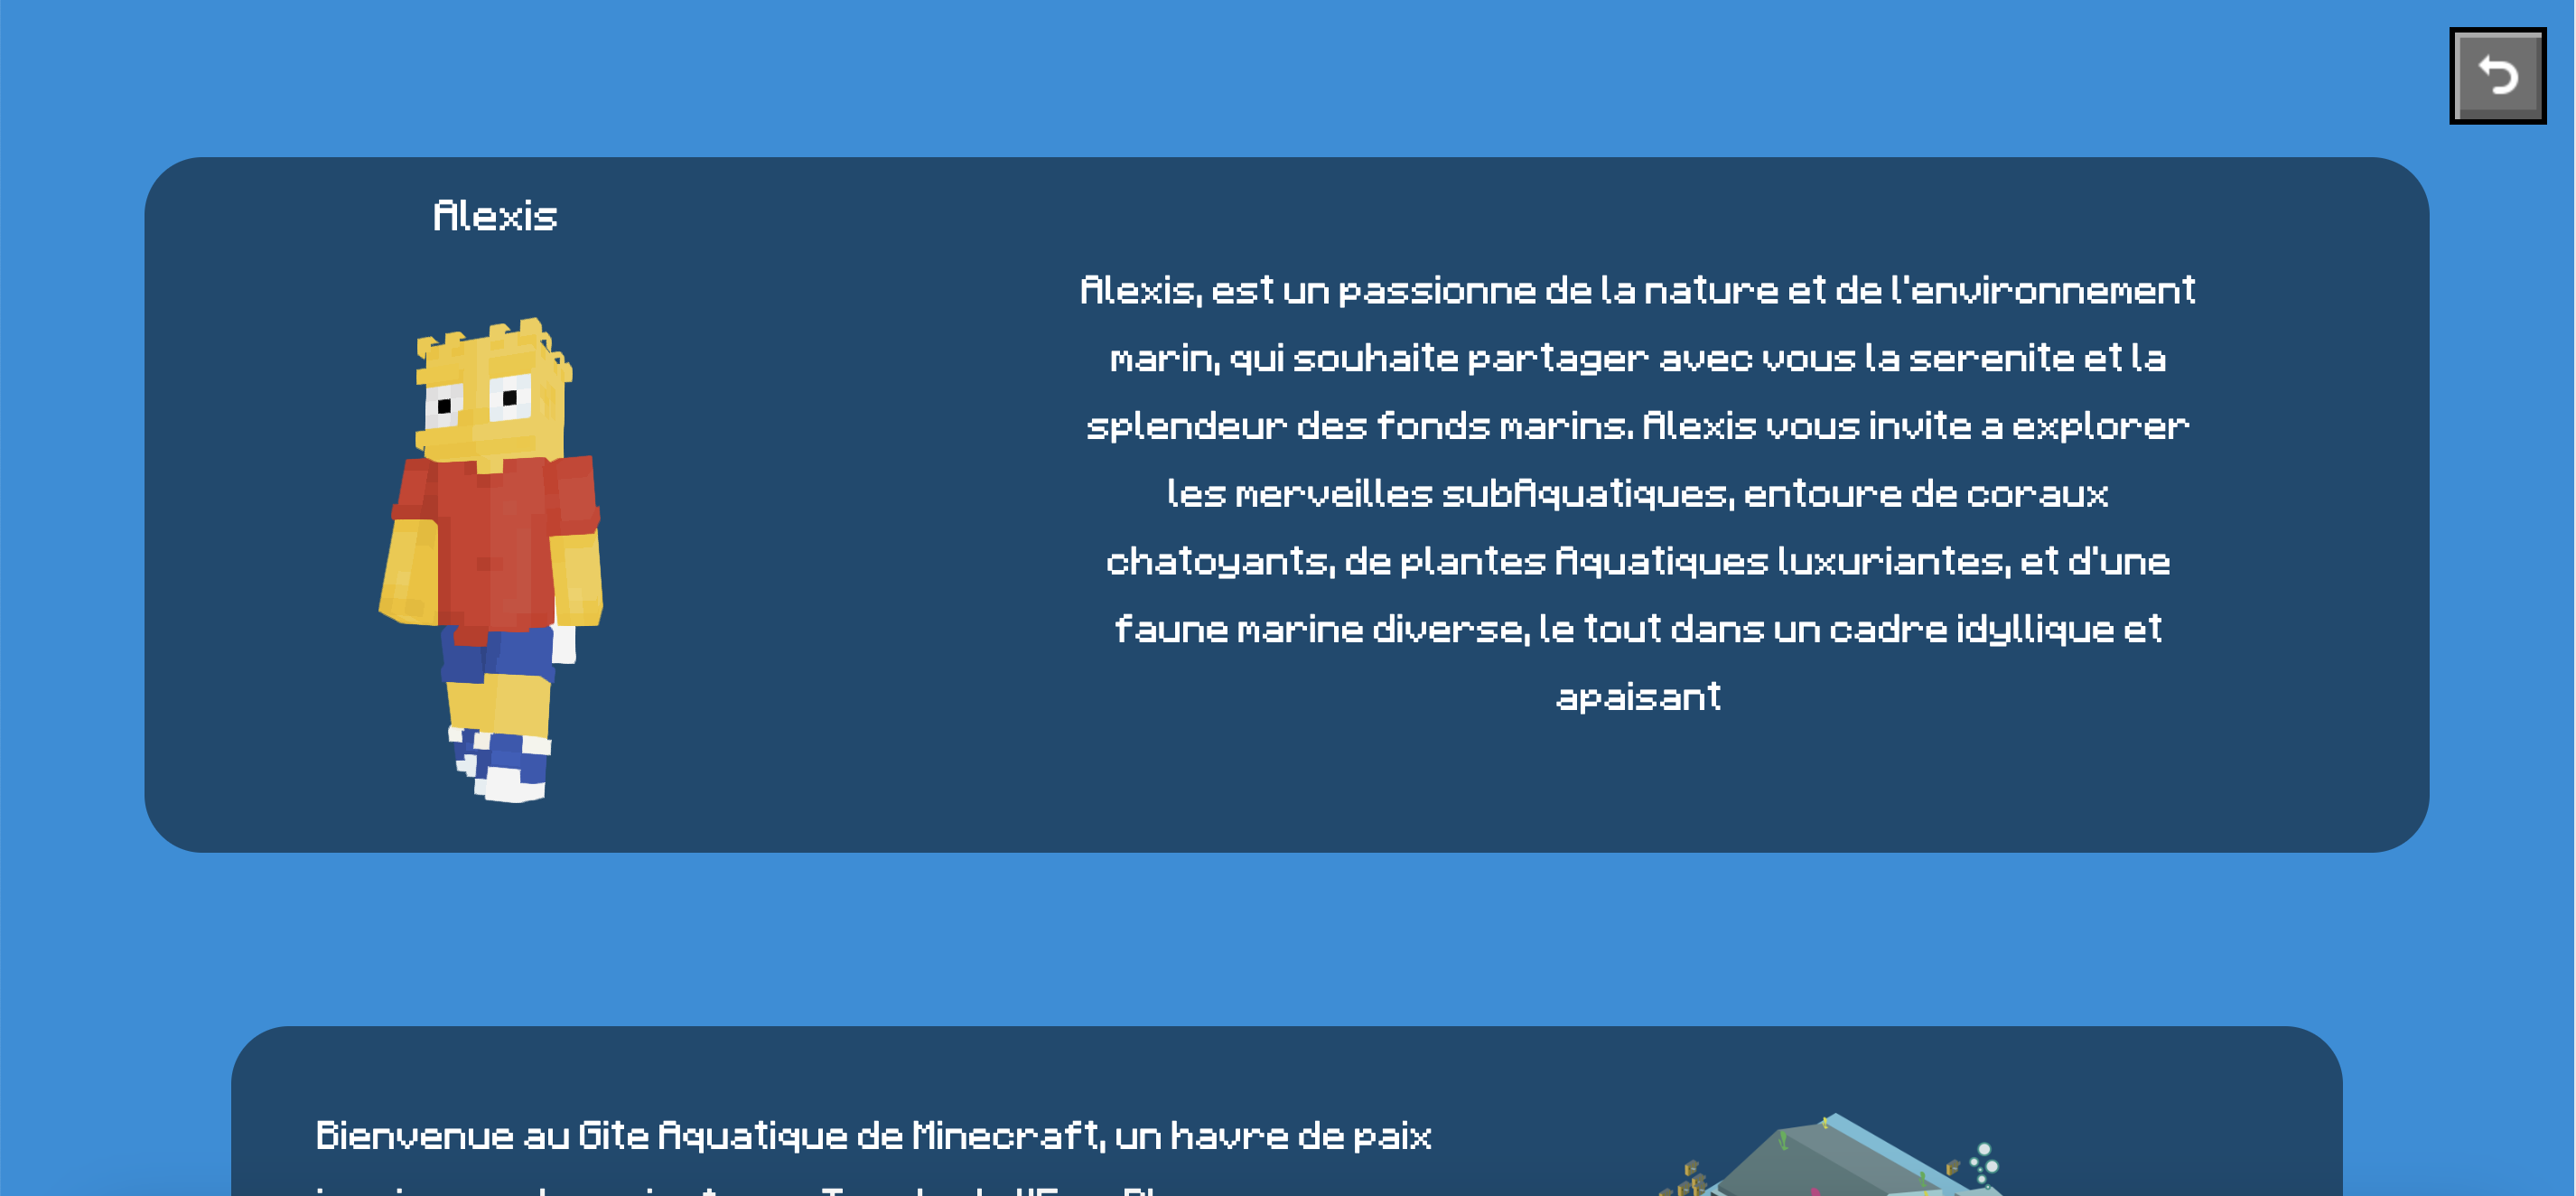 Alexis
Alexis, est un passionne de la nature et de l'environnement
marin, qui souhaite partager avec vous la serenite et la
splendeur des fonds marins. Alexis vous invite a explorer
les merveilles subAquatiques, entoure de coraux
chatoyants, de plantes Aquatiques luxuriantes, et d'une
faune marine diverse, le tout dans un cadre idyllique et
apaisant
Bienvenue au Gite Aquatique de Minecraft, un havre de paix